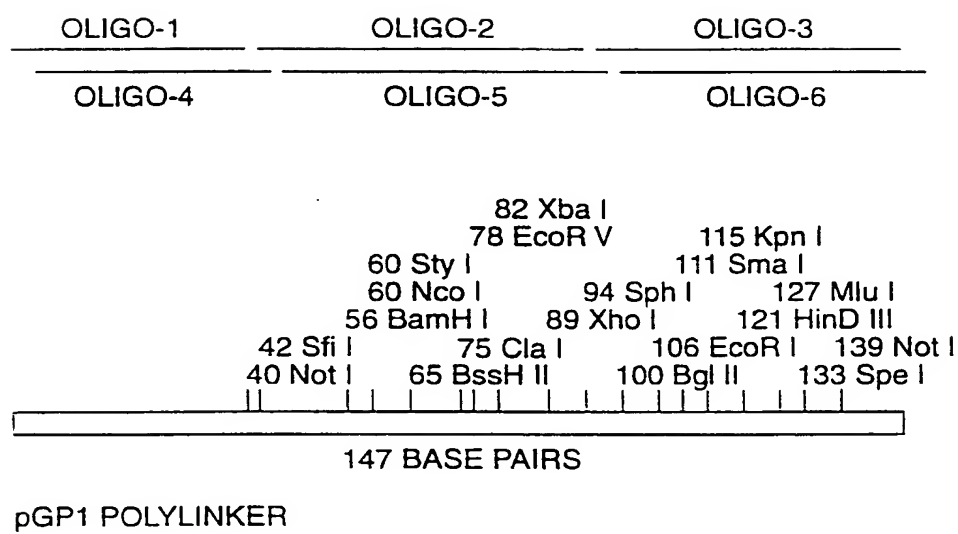 OLIGO-1 OLIGO-2 OLIGO-3
OLIGO-4 OLIGO-5 OLIGO-6
82 Xba I
78 EcoR V 115 Kpn I
60 Sty I 111 Sma I
60 Nco I 94 Sph I 127 Mlu I
56 BamH I 89 Xho I 121 HinD III
42 Sfi I 75 Cla I 106 EcoR I 139 Not I
40 Not I 65 BssH II 100 Bgl II 133 Spe I
147 BASE PAIRS
pGP1 POLYLINKER